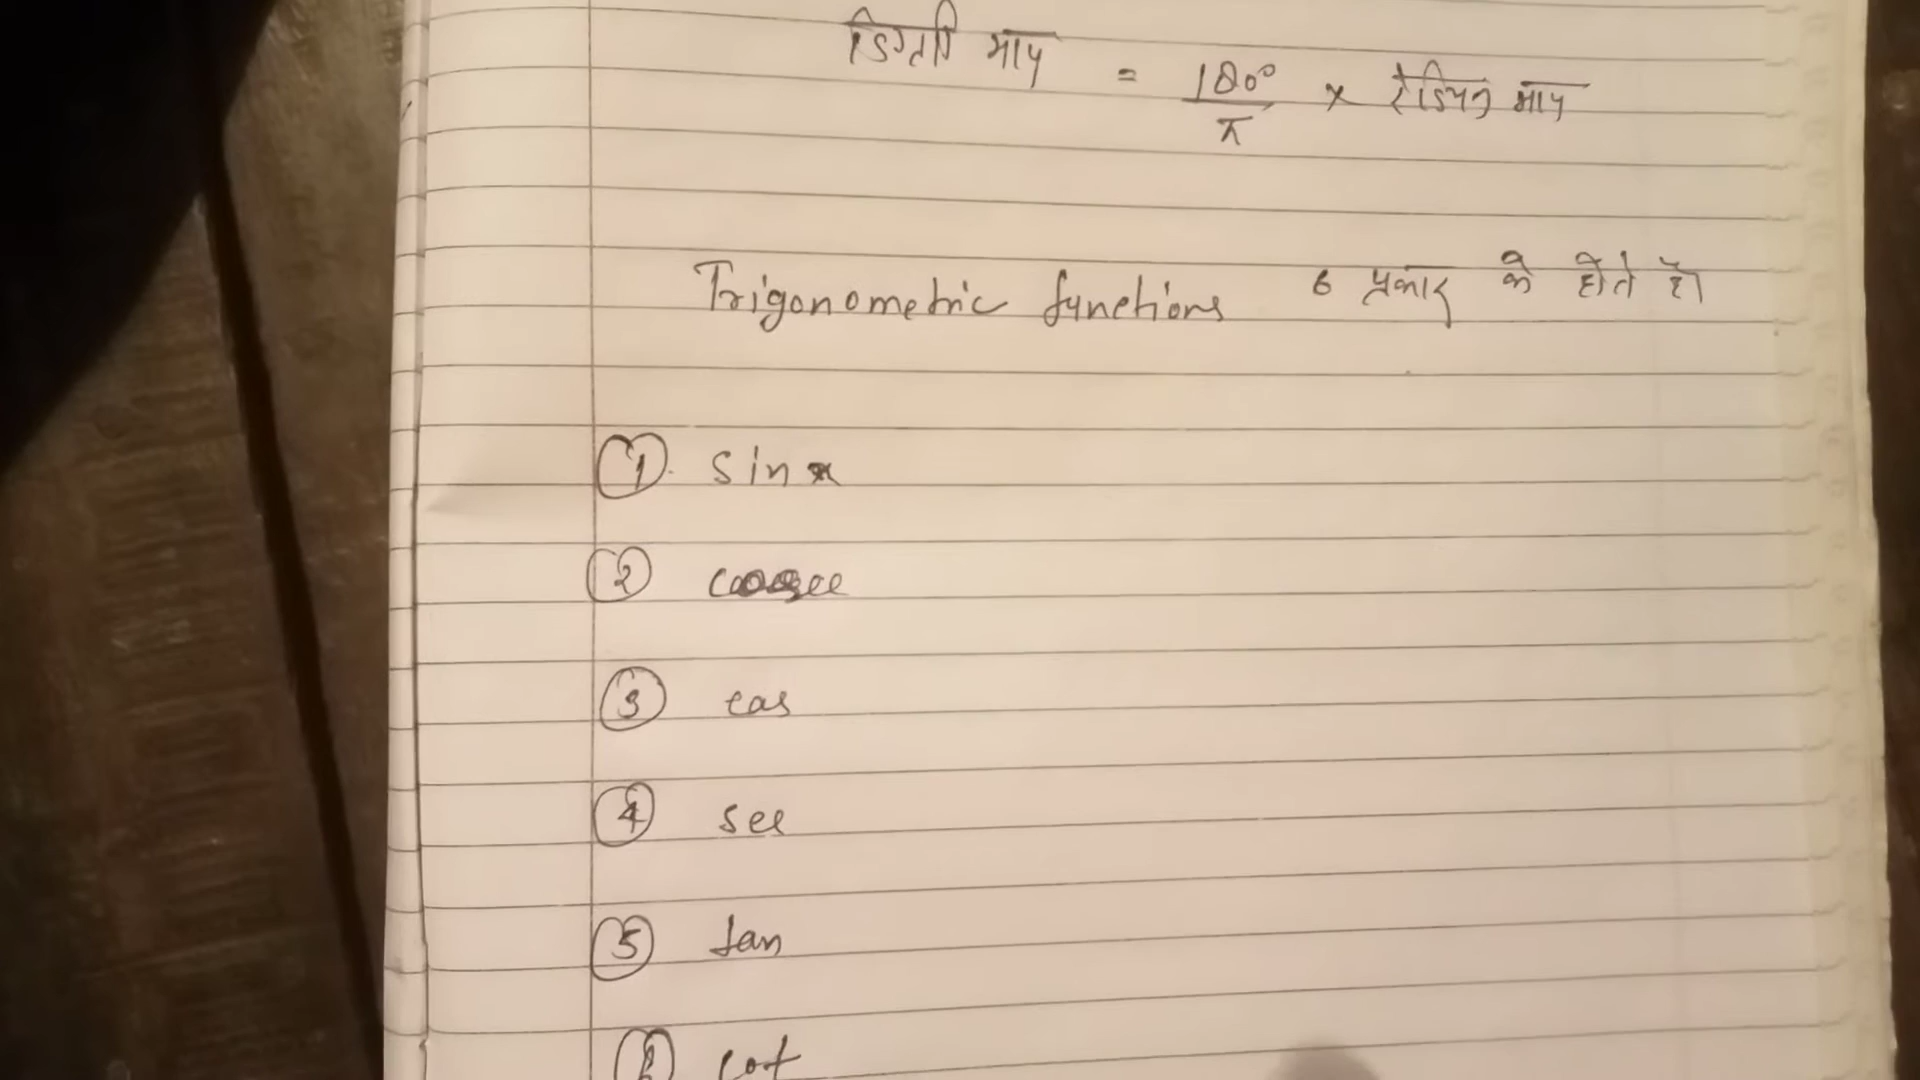 डिग्री माप = 180°/π × रेडियन माप
Trigonometric functions 6 प्रकार के होते है।
① sin x
② cosec
③ cos
④ sec
⑤ tan
⑥ cot